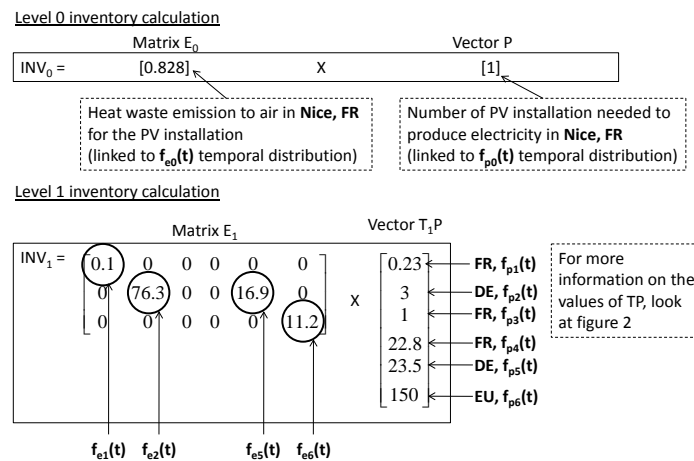 Level 0 inventory calculation
Matrix E0
Vector P
INV0 = [0.828] X [1]
Heat waste emission to air in Nice, FR
for the PV installation
(linked to fe0(t) temporal distribution)
Number of PV installation needed to
produce electricity in Nice, FR
(linked to fp0(t) temporal distribution)
Level 1 inventory calculation
Matrix E1
Vector T1P
INV1 =
0.1 0 0 0 0 0
0 76.3 0 0 16.9 0
0 0 0 0 0 11.2
X
0.23
3
1
22.8
23.5
150
FR, fp1(t)
DE, fp2(t)
FR, fp3(t)
FR, fp4(t)
DE, fp5(t)
EU, fp6(t)
For more
information on the
values of TP, look
at figure 2
fe1(t) fe2(t) fe5(t) fe6(t)